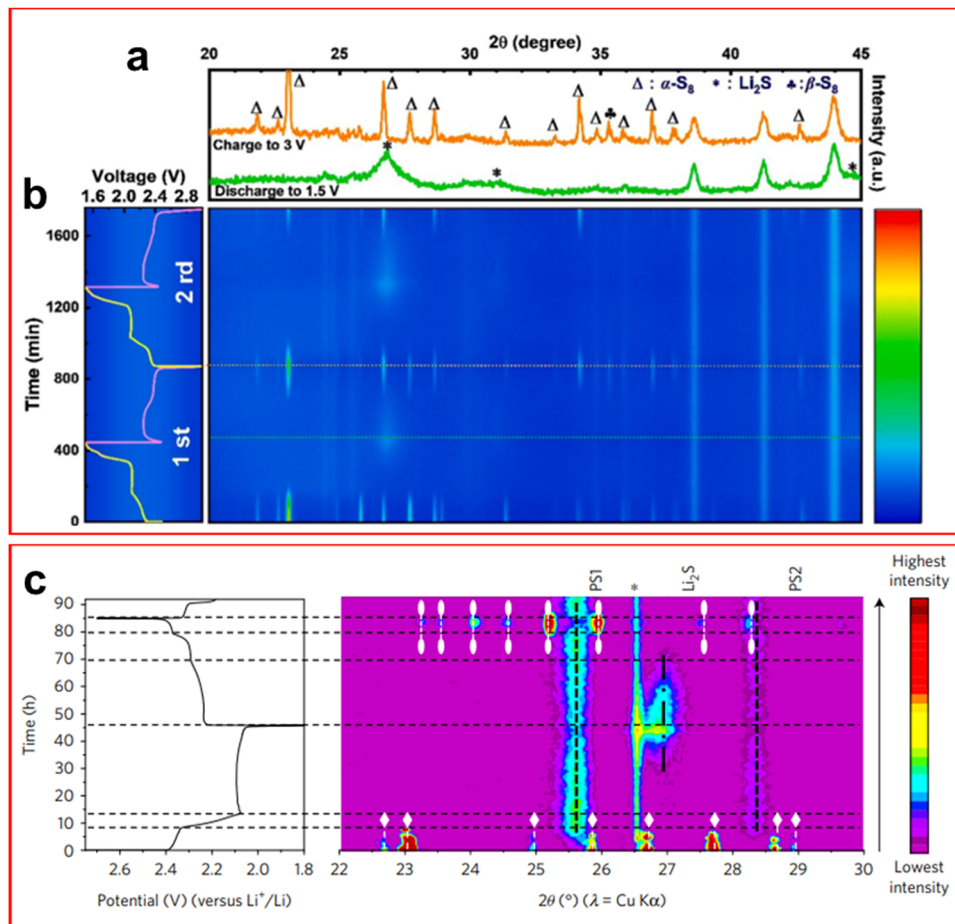 a
2θ (degree)
20 25 30 35 40 45
Δ : α-S8 * : Li2S ♣:β-S8
Δ Δ Δ Δ Δ Δ Δ Δ Δ Δ ♣ Δ Δ Δ Δ
Charge to 3 V
* * *
Discharge to 1.5 V
Intensity (a.u.)
Voltage (V)
1.6 2.0 2.4 2.8
b
1600
1200
800
400
0
Time (min)
2 rd
1 st
c
PS1 * Li2S PS2
Highest
intensity
90
80
70
60
50
40
30
20
10
0
Time (h)
2.6 2.4 2.2 2.0 1.8
22 23 24 25 26 27 28 29 30
Lowest
intensity
Potential (V) (versus Li+/Li)
2θ (°) (λ = Cu Kα)